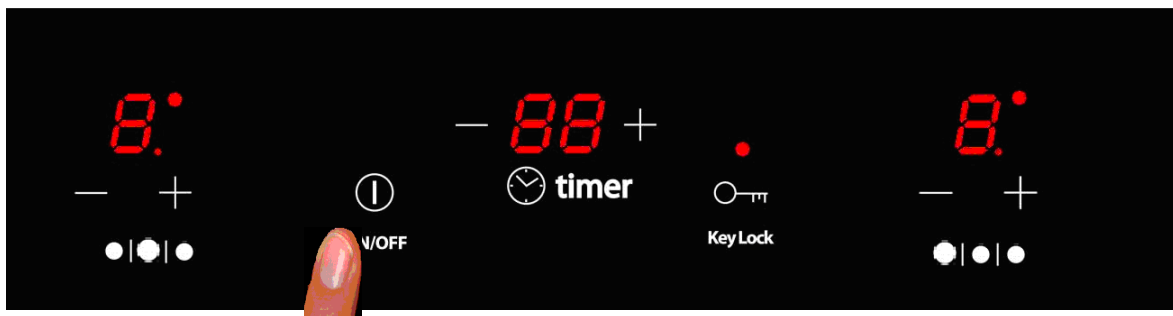 8.
− 88 +
8.
− +
timer
− +
N/OFF
Key Lock